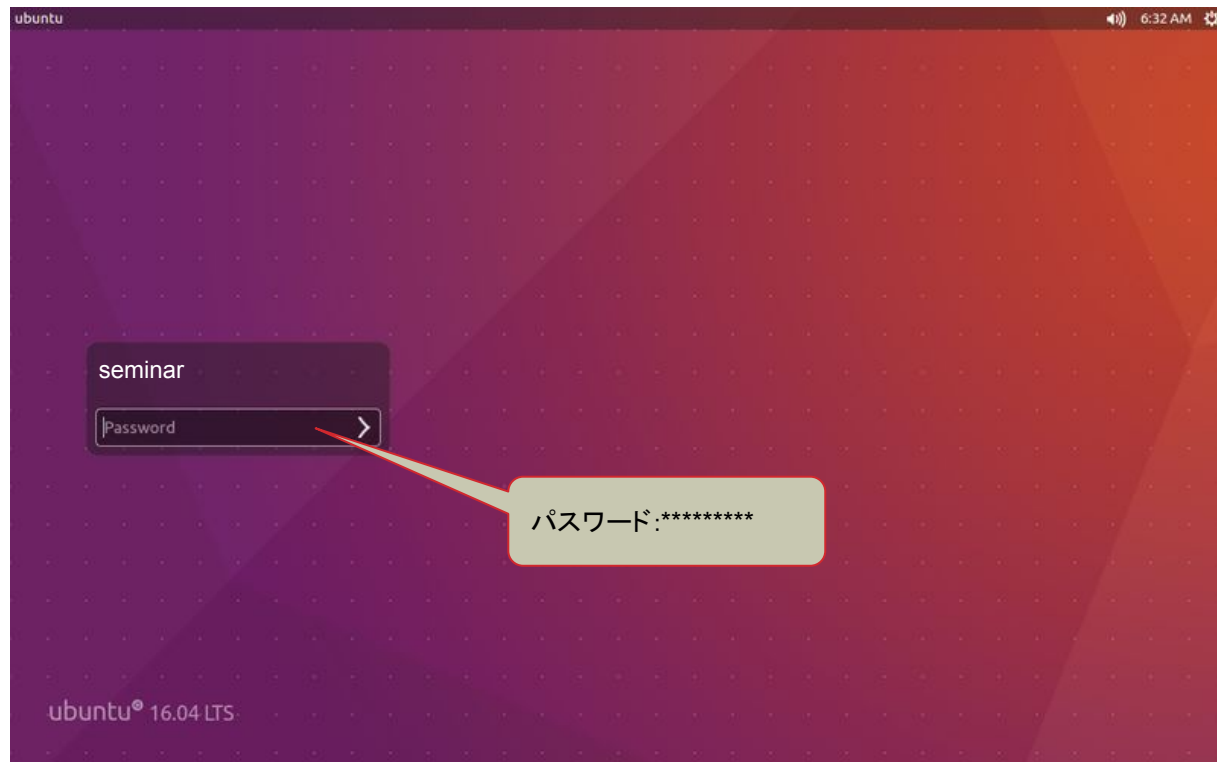 ubuntu 6:32 AM
seminar
Password
パスワード:*********
ubuntu® 16.04 LTS